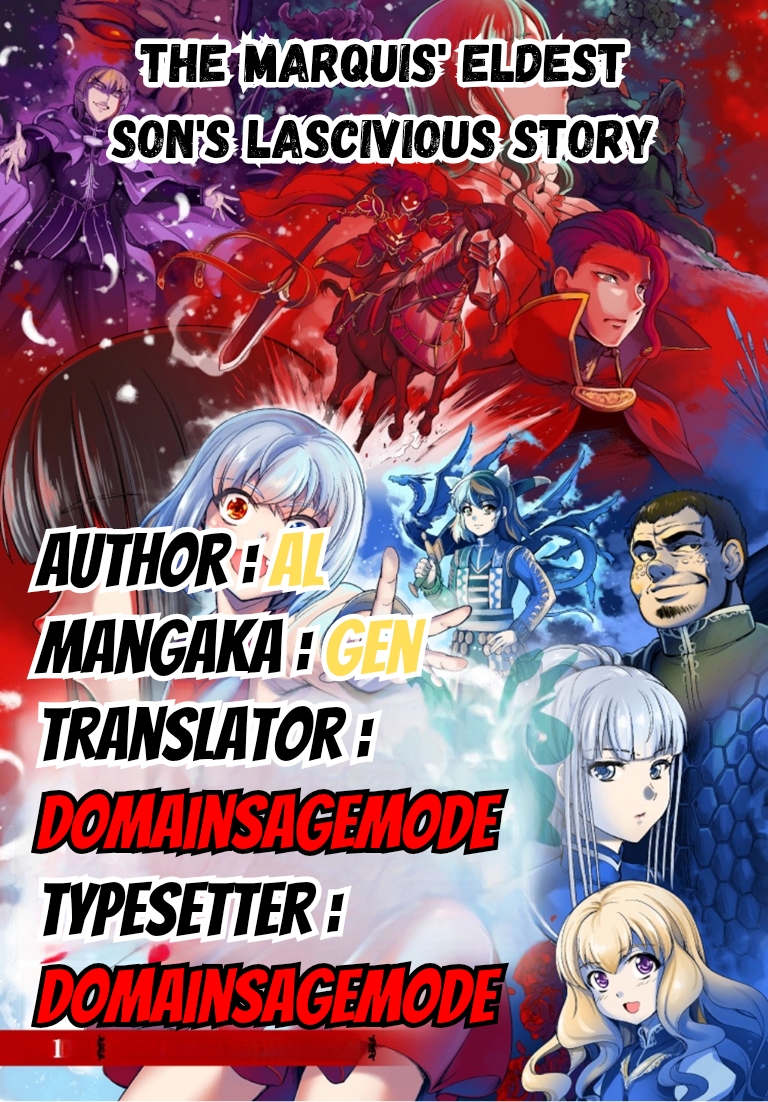 THE MARQUIS' ELDEST
SON'S LASCIVIOUS STORY
AUTHOR : AL
MANGAKA : GEN
TRANSLATOR :
DOMAINSAGEMODE
TYPESETTER :
DOMAINSAGEMODE